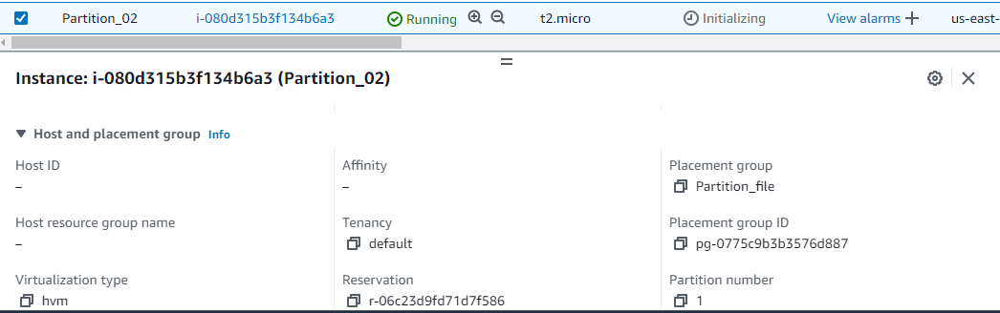 Partition_02 i-080d315b3f134b6a3 Running t2.micro Initializing View alarms + us-east-
Instance: i-080d315b3f134b6a3 (Partition_02)
Host and placement group Info
Host ID Affinity Placement group
– – Partition_file
Host resource group name Tenancy Placement group ID
– default pg-0775c9b3b3576d887
Virtualization type Reservation Partition number
hvm r-06c23d9fd71d7f586 1